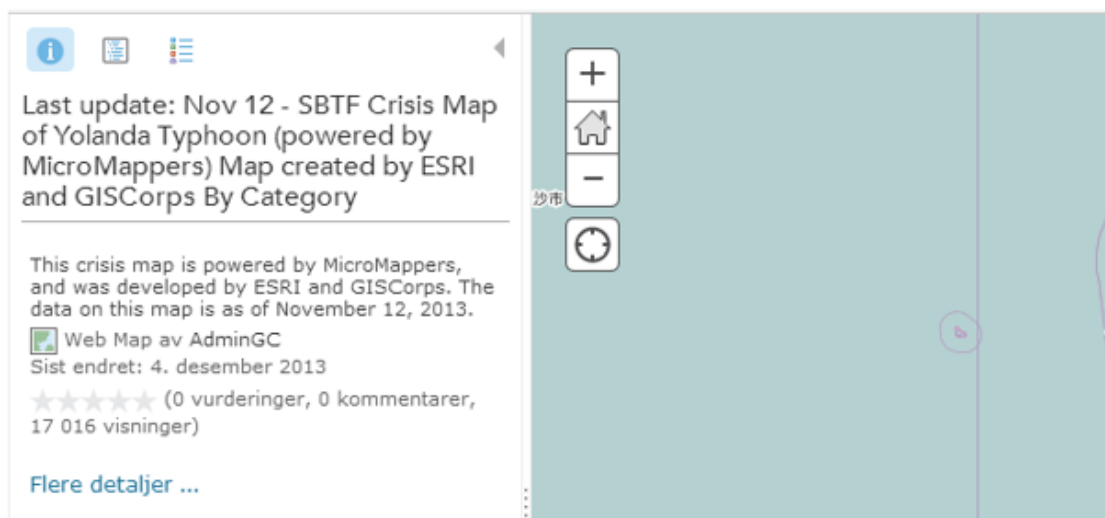 Last update: Nov 12 - SBTF Crisis Map
of Yolanda Typhoon (powered by
MicroMappers) Map created by ESRI
and GISCorps By Category
This crisis map is powered by MicroMappers,
and was developed by ESRI and GISCorps. The
data on this map is as of November 12, 2013.
Web Map av AdminGC
Sist endret: 4. desember 2013
(0 vurderinger, 0 kommentarer,
17 016 visninger)
Flere detaljer ...
沙市